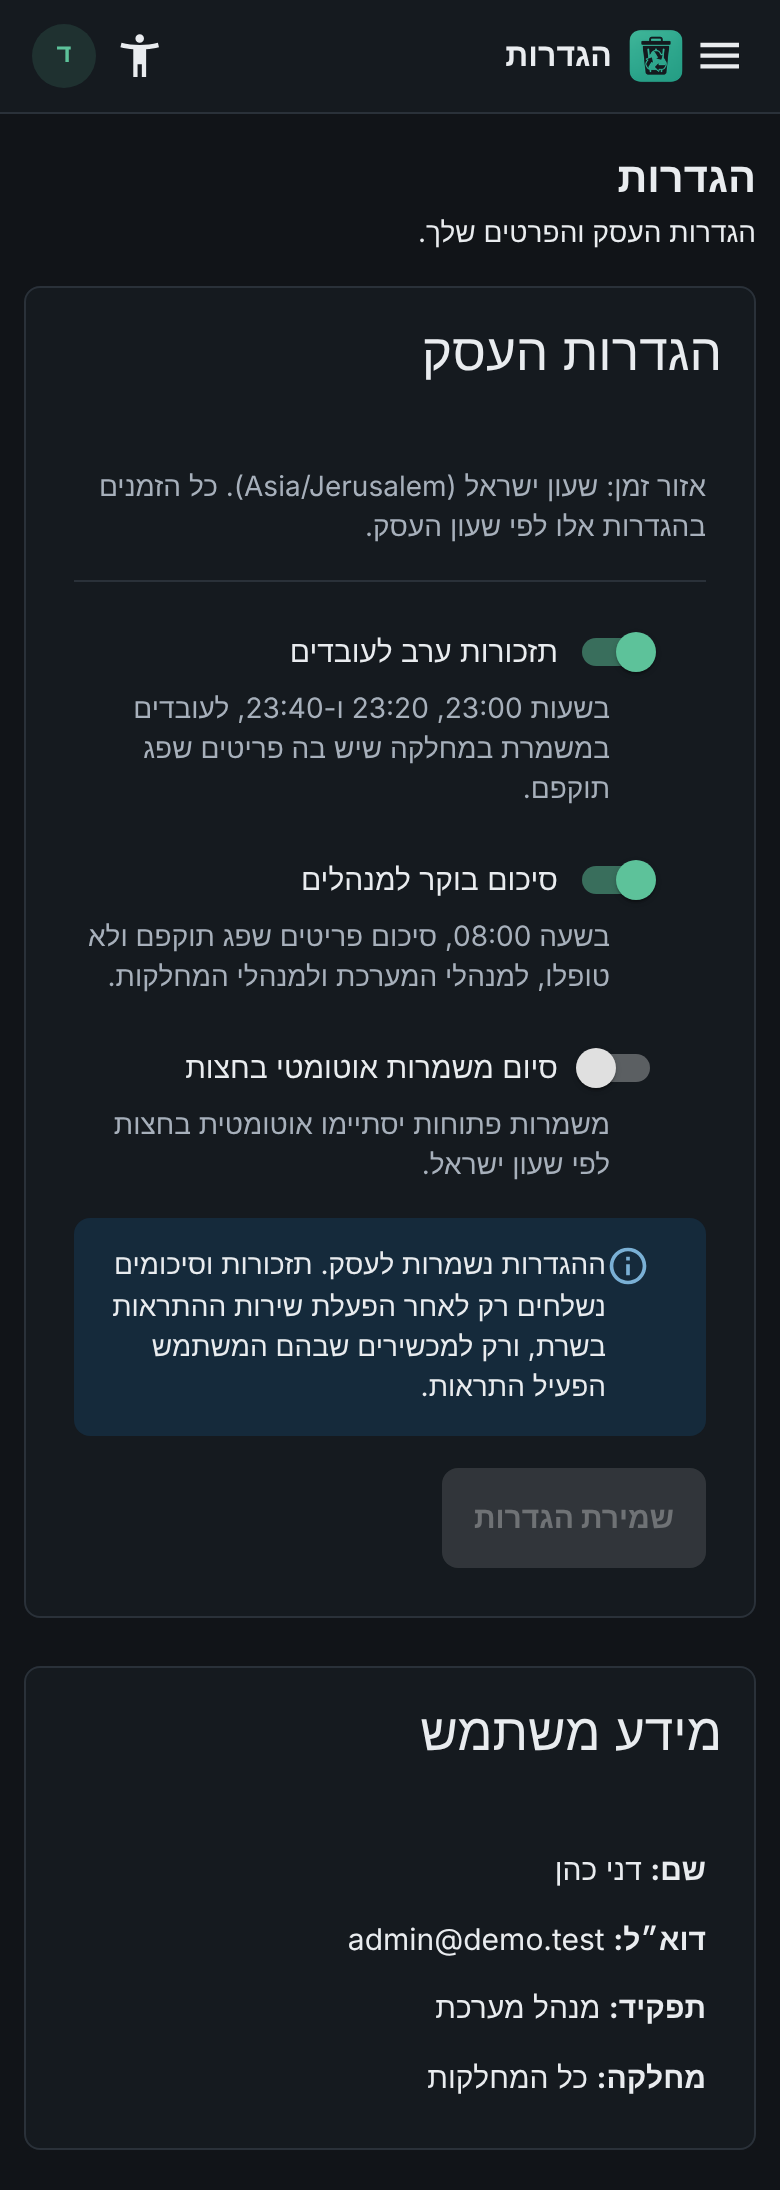 הגדרות
ד
הגדרות
הגדרות העסק והפרטים שלך.
הגדרות העסק
אזור זמן: שעון ישראל (Asia/Jerusalem). כל הזמנים
בהגדרות אלו לפי שעון העסק.
תזכורות ערב לעובדים
בשעות 23:00, 23:20 ו-23:40, לעובדים
במשמרת במחלקה שיש בה פריטים שפג
תוקפם.
סיכום בוקר למנהלים
בשעה 08:00, סיכום פריטים שפג תוקפם ולא
טופלו, למנהלי המערכת ולמנהלי המחלקות.
סיום משמרות אוטומטי בחצות
משמרות פתוחות יסתיימו אוטומטית בחצות
לפי שעון ישראל.
ההגדרות נשמרות לעסק. תזכורות וסיכומים
נשלחים רק לאחר הפעלת שירות ההתראות
בשרת, ורק למכשירים שבהם המשתמש
הפעיל התראות.
שמירת הגדרות
מידע משתמש
שם: דני כהן
דוא״ל: admin@demo.test
תפקיד: מנהל מערכת
מחלקה: כל המחלקות